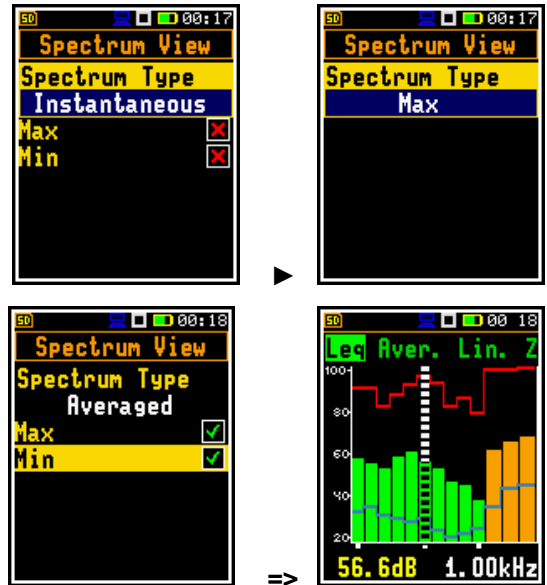 SD 00:17
Spectrum View
Spectrum Type
Instantaneous
Max
Min
►
SD 00:17
Spectrum View
Spectrum Type
Max
SD 00:18
Spectrum View
Spectrum Type
Averaged
Max
Min
=>
SD 00 18
Leq Aver. Lin. Z
100
80
60
40
20
56.6dB 1.00kHz